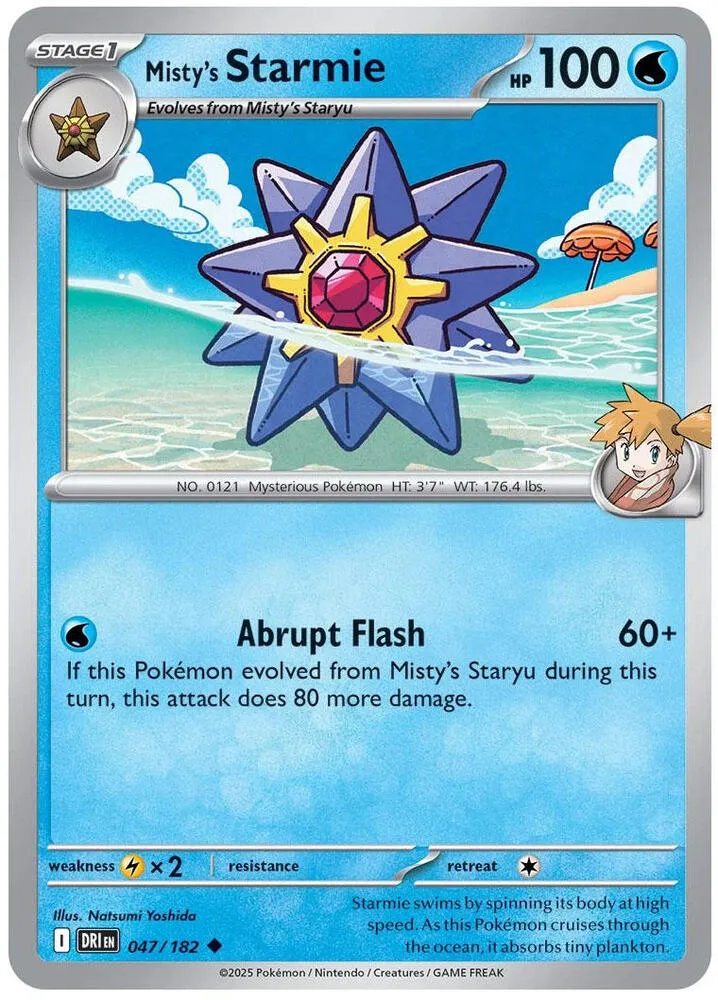 STAGE 1
Misty's Starmie
HP 100
Evolves from Misty's Staryu
NO. 0121 Mysterious Pokémon HT: 3'7" WT: 176.4 lbs.
Abrupt Flash 60+
If this Pokémon evolved from Misty's Staryu during this
turn, this attack does 80 more damage.
weakness ×2 resistance retreat
Starmie swims by spinning its body at high
speed. As this Pokémon cruises through
the ocean, it absorbs tiny plankton.
Illus. Natsumi Yoshida
I DRI EN 047/182
©2025 Pokémon / Nintendo / Creatures / GAME FREAK